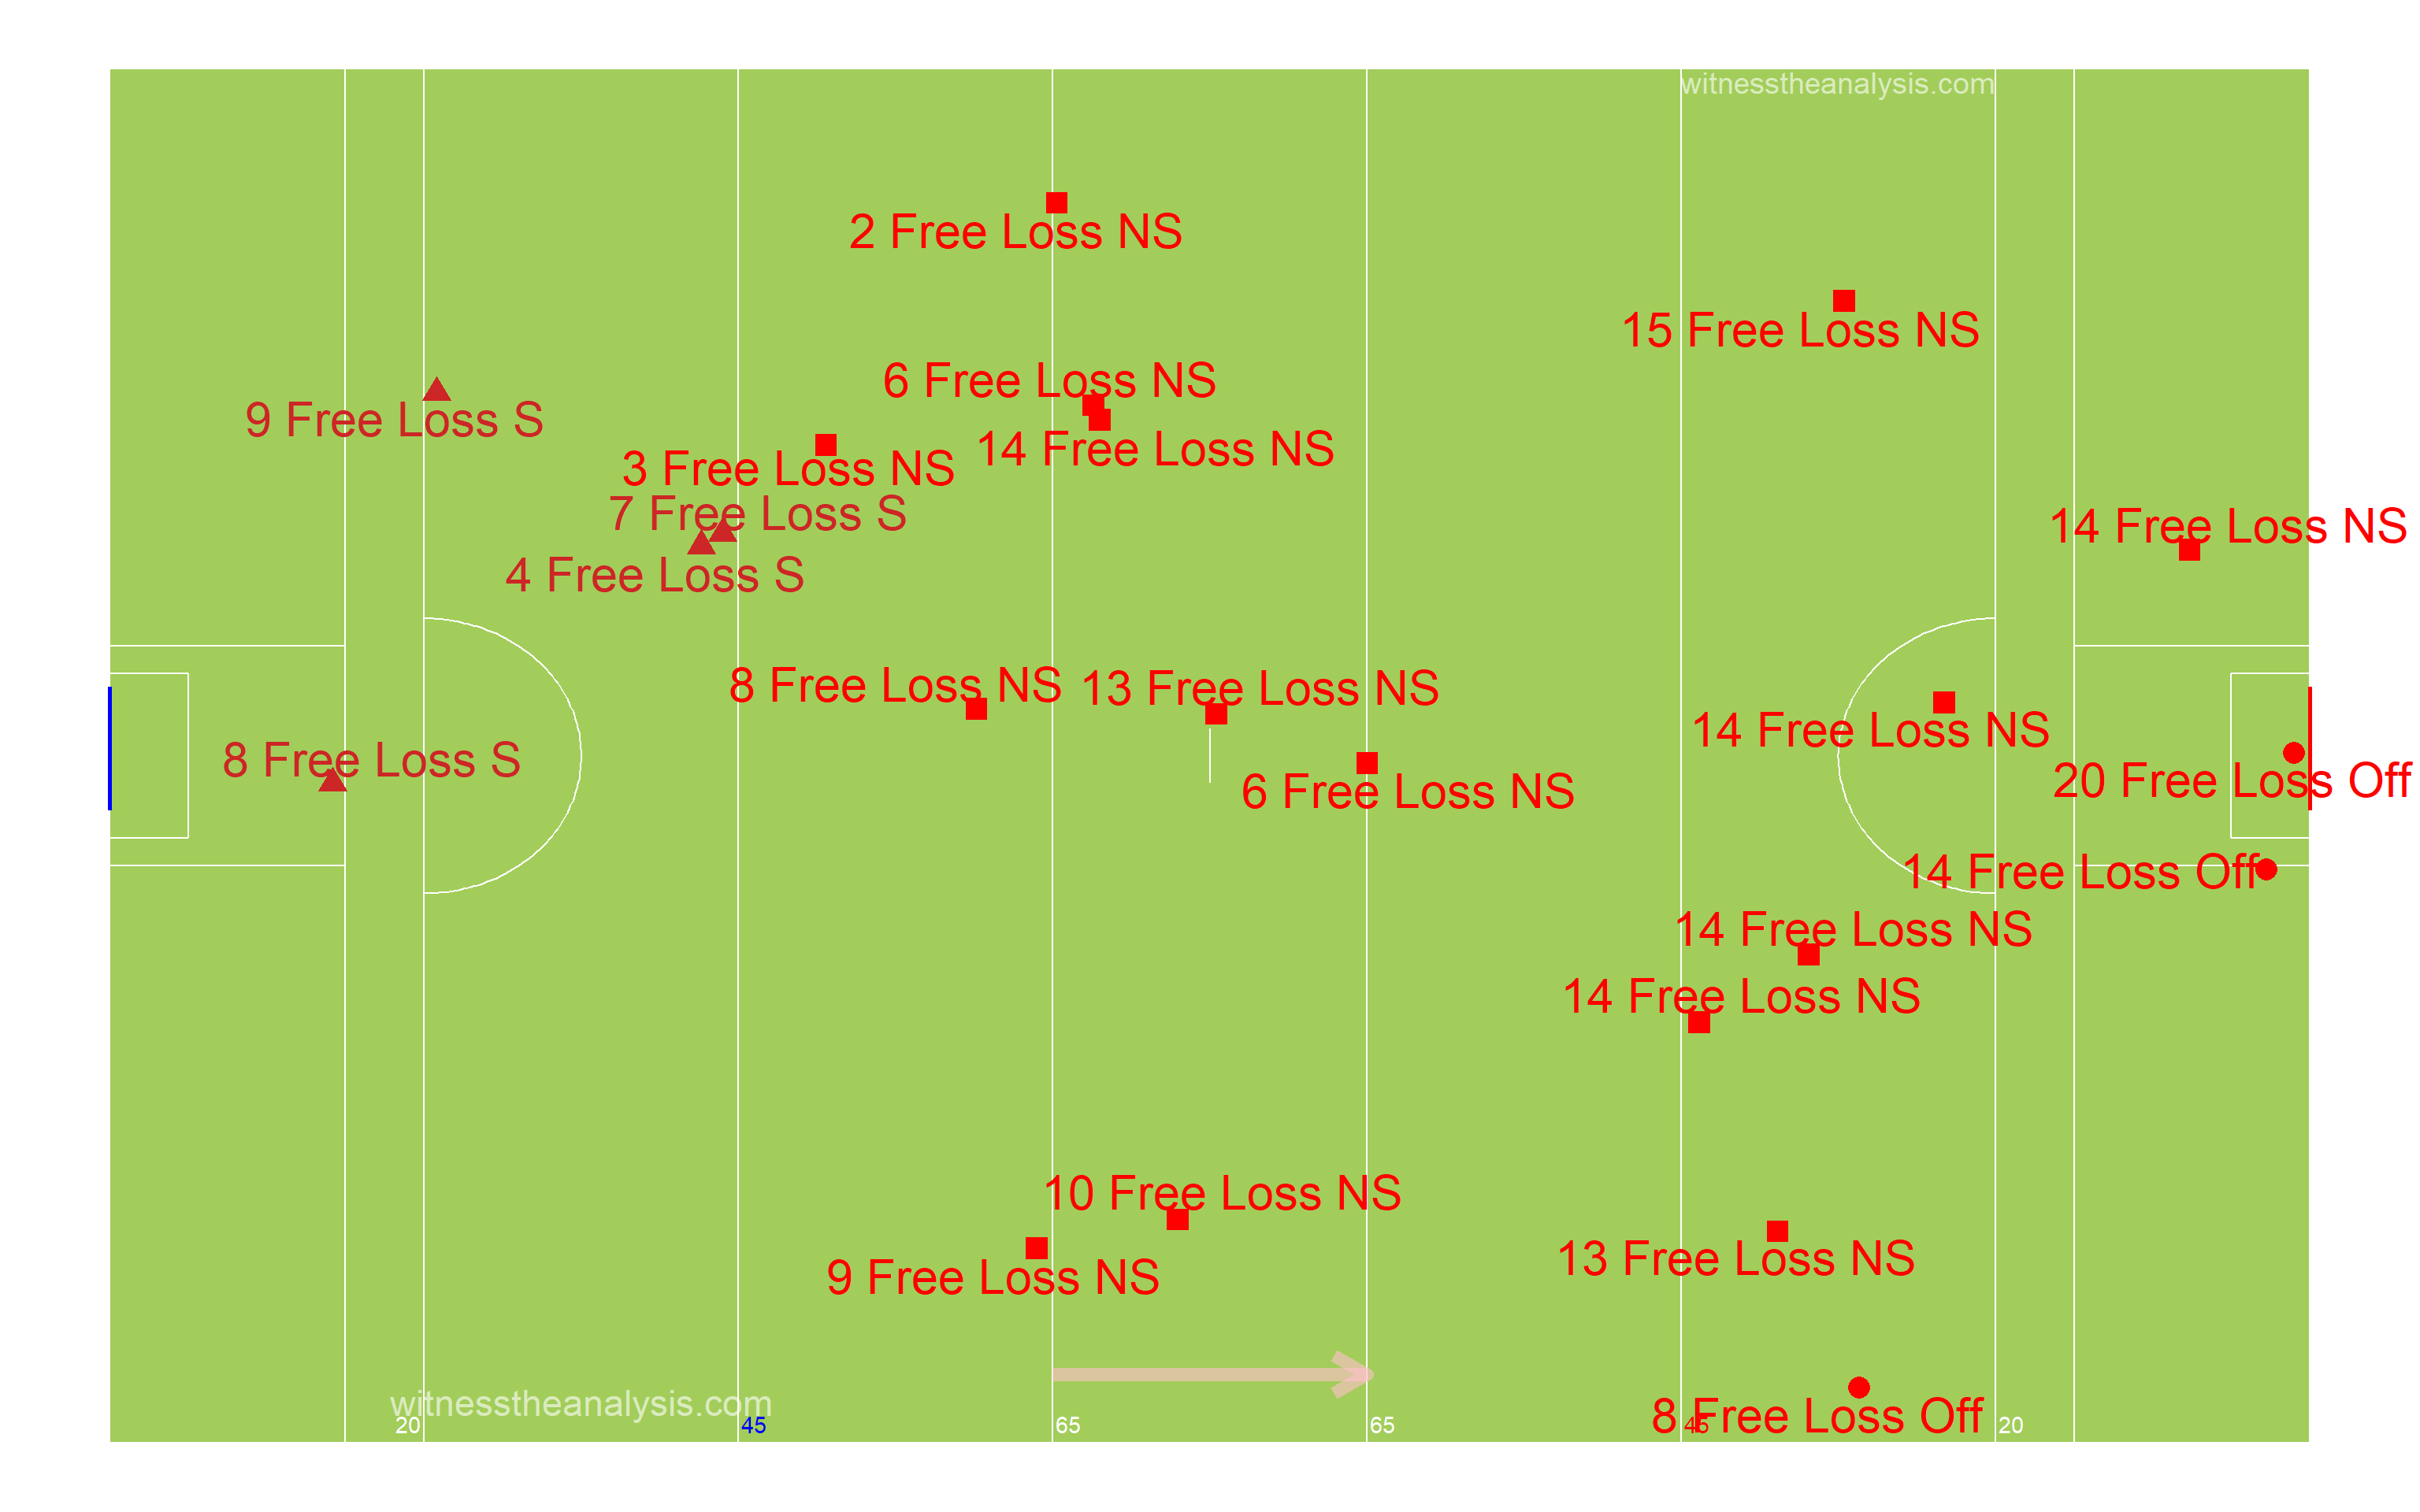 witnesstheanalysis.com
2 Free Loss NS
15 Free Loss NS
6 Free Loss NS
9 Free Loss S
14 Free Loss NS
3 Free Loss NS
7 Free Loss S
14 Free Loss NS
4 Free Loss S
8 Free Loss NS
13 Free Loss NS
14 Free Loss NS
8 Free Loss S
20 Free Loss Off
6 Free Loss NS
14 Free Loss Off
14 Free Loss NS
14 Free Loss NS
10 Free Loss NS
13 Free Loss NS
9 Free Loss NS
witnesstheanalysis.com
8 Free Loss Off
20
45
65
65
45
20